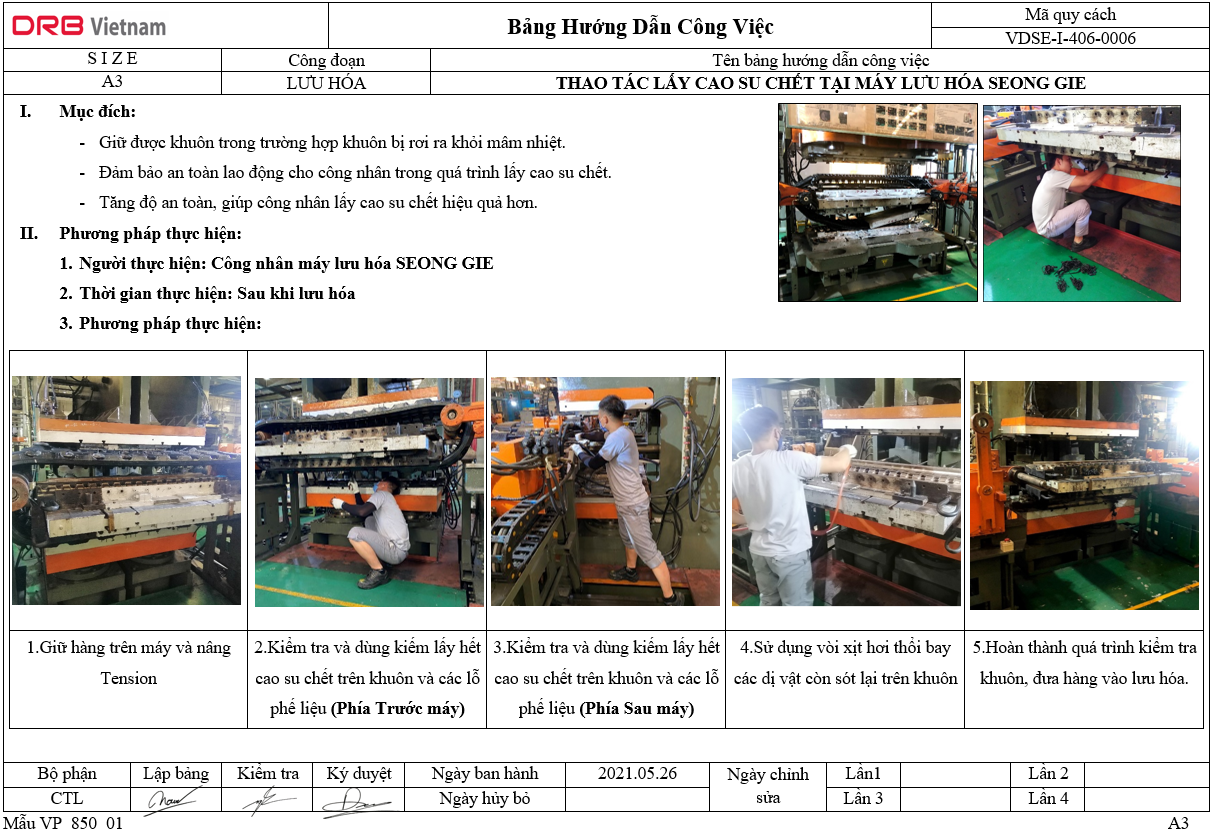 DRB Vietnam
Bảng Hướng Dẫn Công Việc
Mã quy cách
VDSE-I-406-0006
S I Z E
Công đoạn
Tên bảng hướng dẫn công việc
A3
LƯU HÓA
THAO TÁC LẤY CAO SU CHẾT TẠI MÁY LƯU HÓA SEONG GIE
I. Mục đích:
- Giữ được khuôn trong trường hợp khuôn bị rơi ra khỏi mâm nhiệt.
- Đảm bảo an toàn lao động cho công nhân trong quá trình lấy cao su chết.
- Tăng độ an toàn, giúp công nhân lấy cao su chết hiệu quả hơn.
II. Phương pháp thực hiện:
1. Người thực hiện: Công nhân máy lưu hóa SEONG GIE
2. Thời gian thực hiện: Sau khi lưu hóa
3. Phương pháp thực hiện:
1.Giữ hàng trên máy và nâng
Tension
2.Kiểm tra và dùng kiếm lấy hết
cao su chết trên khuôn và các lỗ
phế liệu (Phía Trước máy)
3.Kiểm tra và dùng kiếm lấy hết
cao su chết trên khuôn và các lỗ
phế liệu (Phía Sau máy)
4.Sử dụng vòi xịt hơi thổi bay
các dị vật còn sót lại trên khuôn
5.Hoàn thành quá trình kiểm tra
khuôn, đưa hàng vào lưu hóa.
Bộ phận
Lập bảng
Kiểm tra
Ký duyệt
Ngày ban hành
2021.05.26
Ngày chỉnh
sửa
Lần1
Lần 2
CTL
Ngày hủy bỏ
Lần 3
Lần 4
Mẫu VP_850_01
A3